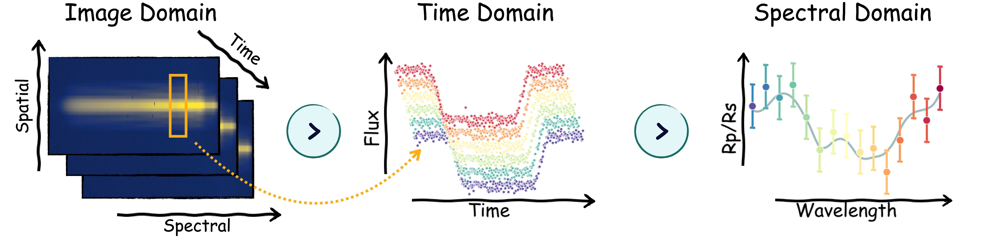 Image Domain
Time
Spatial
Spectral
Time Domain
Flux
Time
Spectral Domain
Rp/Rs
Wavelength